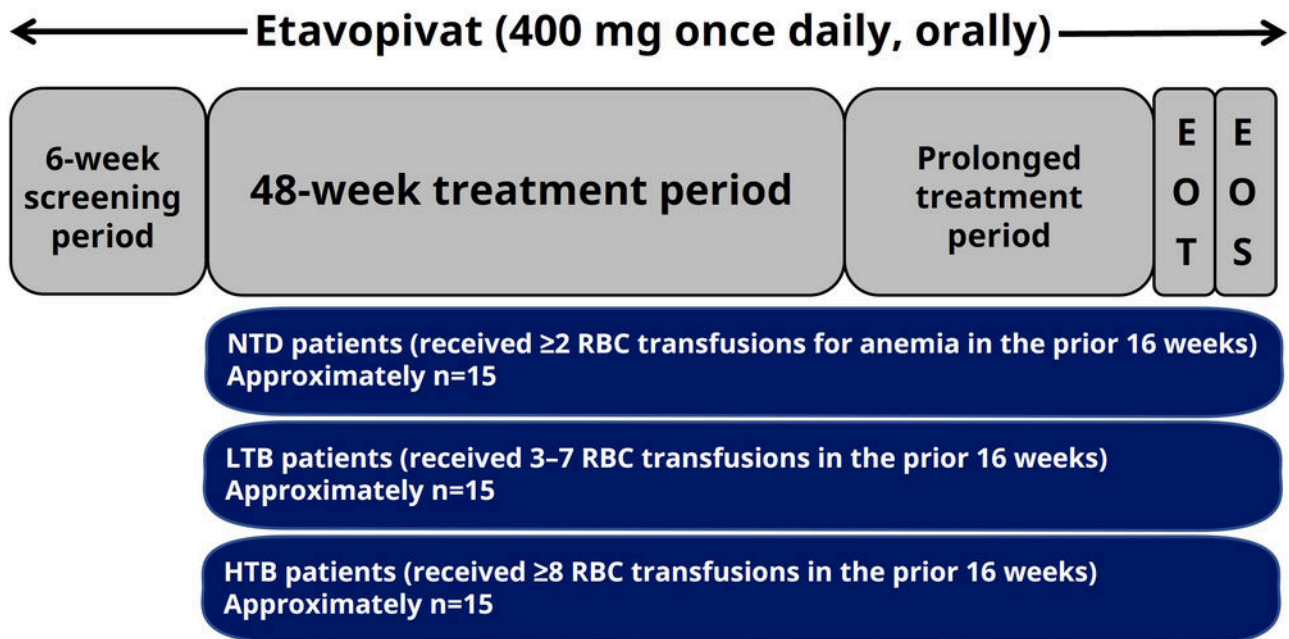 Etavopivat (400 mg once daily, orally)
6-week
screening
period
48-week treatment period
Prolonged
treatment
period
E
O
T
E
O
S
NTD patients (received ≥2 RBC transfusions for anemia in the prior 16 weeks)
Approximately n=15
LTB patients (received 3–7 RBC transfusions in the prior 16 weeks)
Approximately n=15
HTB patients (received ≥8 RBC transfusions in the prior 16 weeks)
Approximately n=15